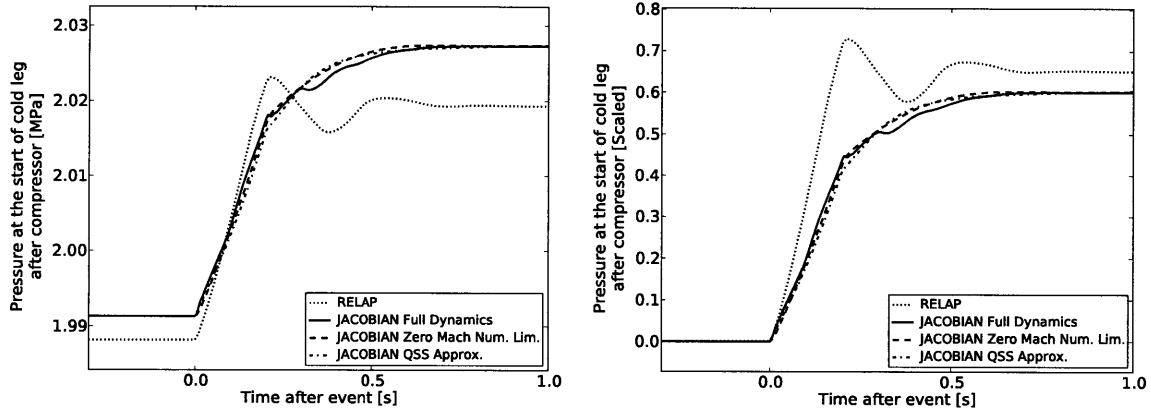 Pressure at the start of cold leg
after compressor [MPa]
2.03
2.02
2.01
2.00
1.99
RELAP
JACOBIAN Full Dynamics
JACOBIAN Zero Mach Num. Lim.
JACOBIAN QSS Approx.
0.0
0.5
1.0
Time after event [s]
Pressure at the start of cold leg
after compressor [Scaled]
0.8
0.7
0.6
0.5
0.4
0.3
0.2
0.1
0.0
RELAP
JACOBIAN Full Dynamics
JACOBIAN Zero Mach Num. Lim.
JACOBIAN QSS Approx.
0.0
0.5
1.0
Time after event [s]